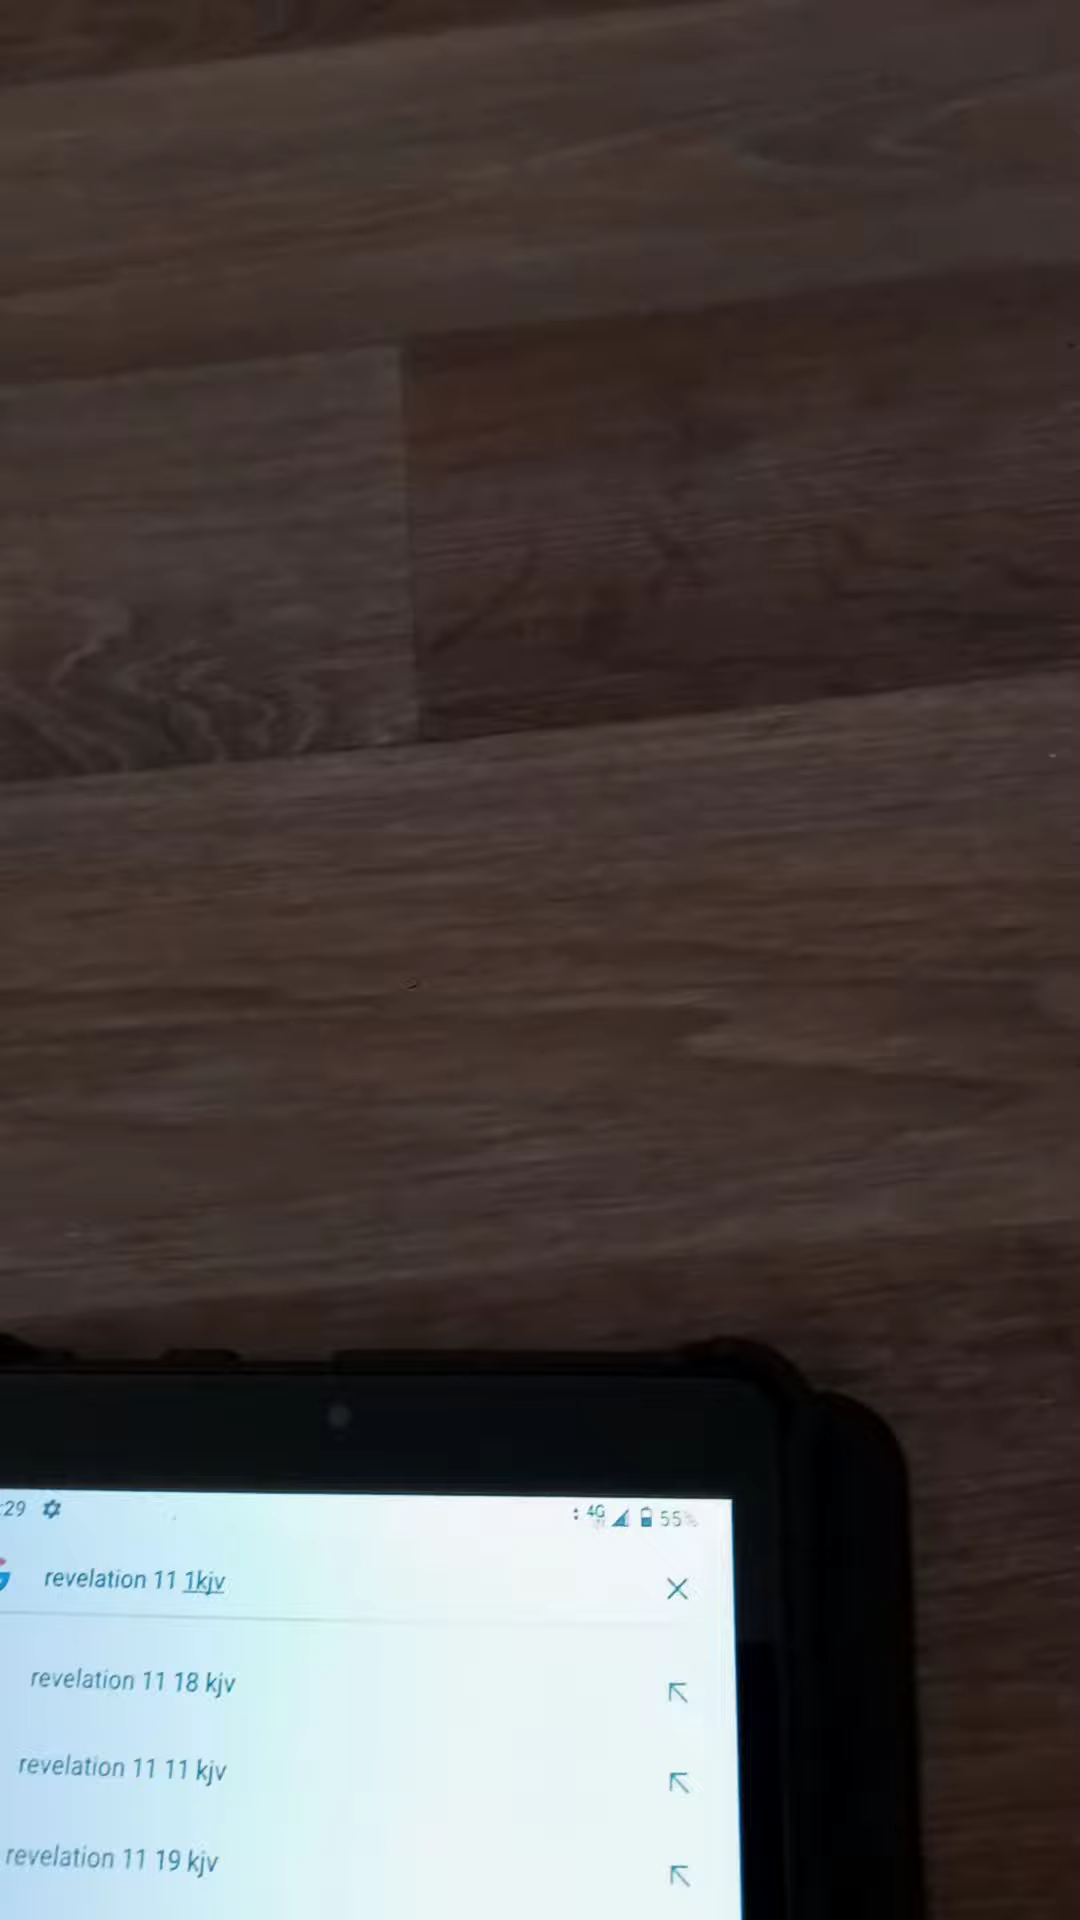 :29 4G 55%
revelation 11 1kjv
revelation 11 18 kjv
revelation 11 11 kjv
revelation 11 19 kjv